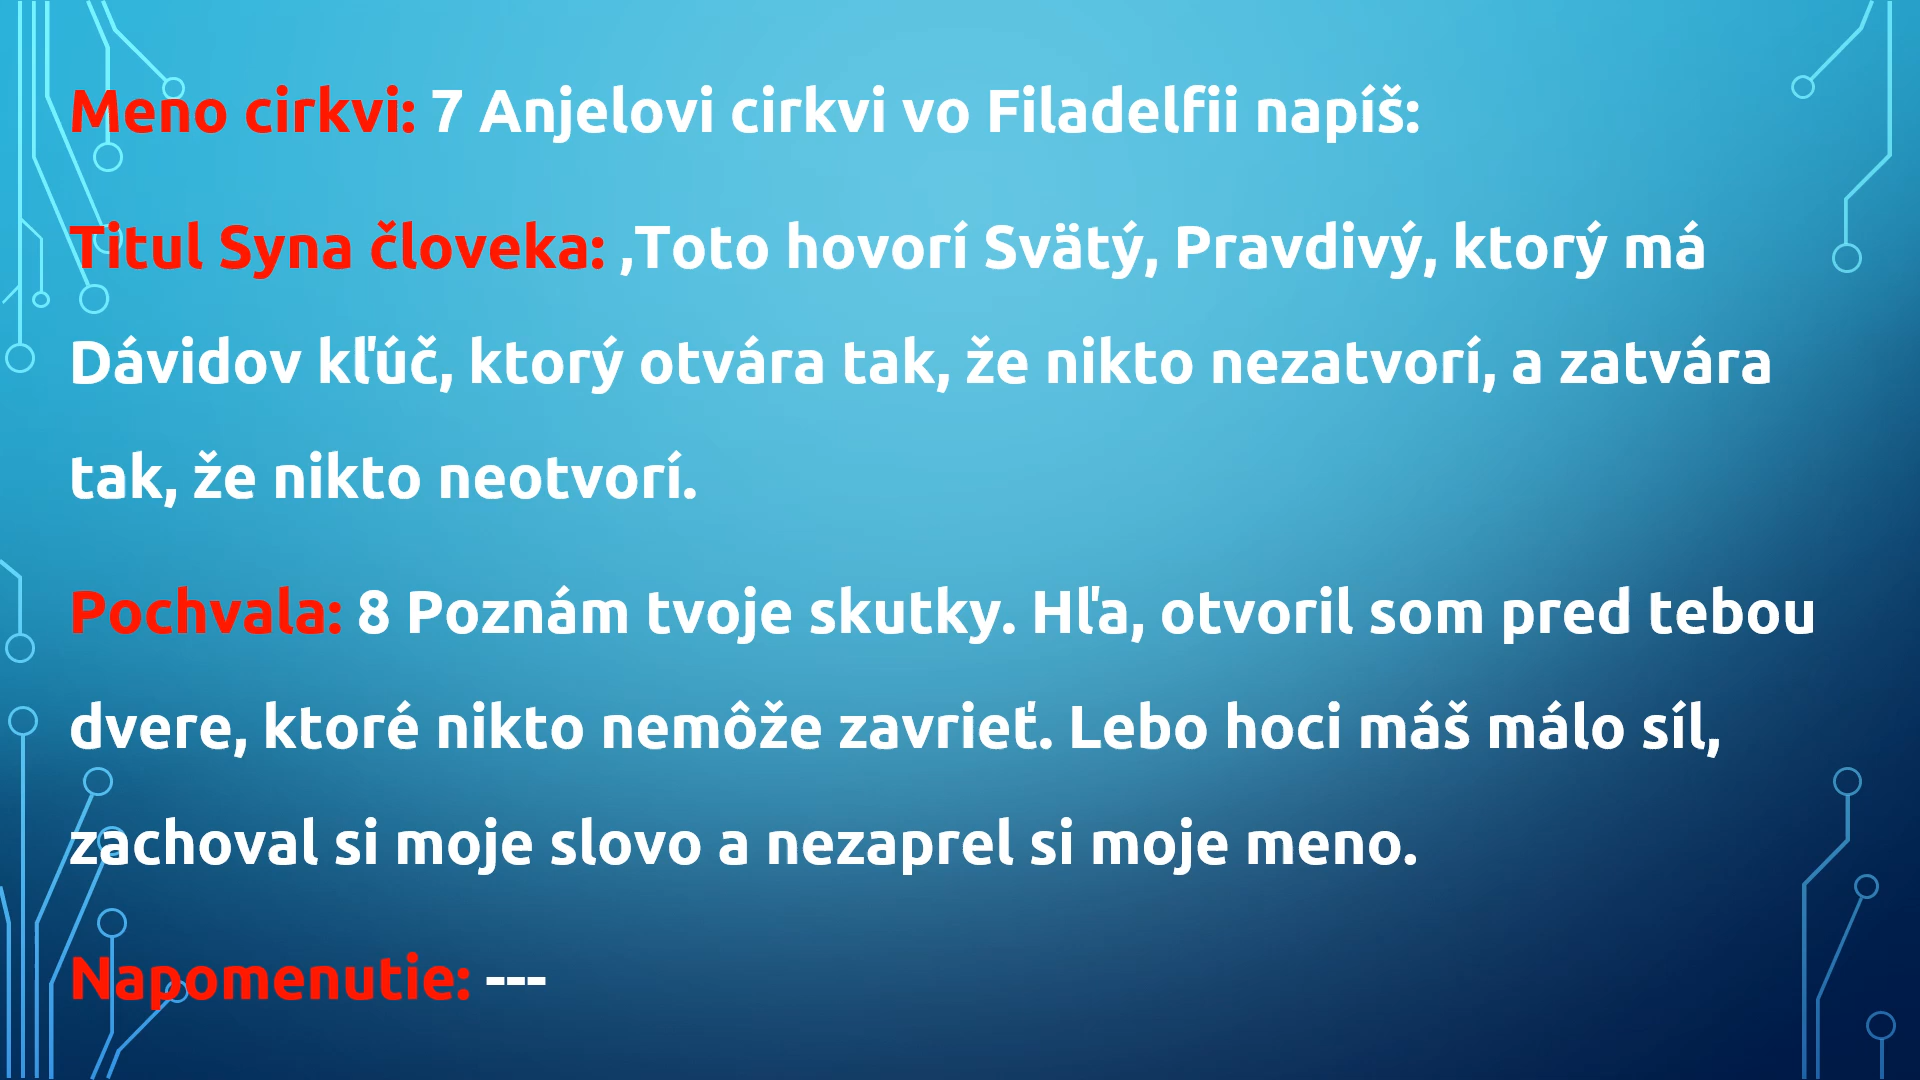 Meno cirkvi: 7 Anjelovi cirkvi vo Filadelfii napíš:
Titul Syna človeka: ‚Toto hovorí Svätý, Pravdivý, ktorý má
Dávidov kľúč, ktorý otvára tak, že nikto nezatvorí, a zatvára
tak, že nikto neotvorí.
Pochvala: 8 Poznám tvoje skutky. Hľa, otvoril som pred tebou
dvere, ktoré nikto nemôže zavrieť. Lebo hoci máš málo síl,
zachoval si moje slovo a nezaprel si moje meno.
Napomenutie: ---